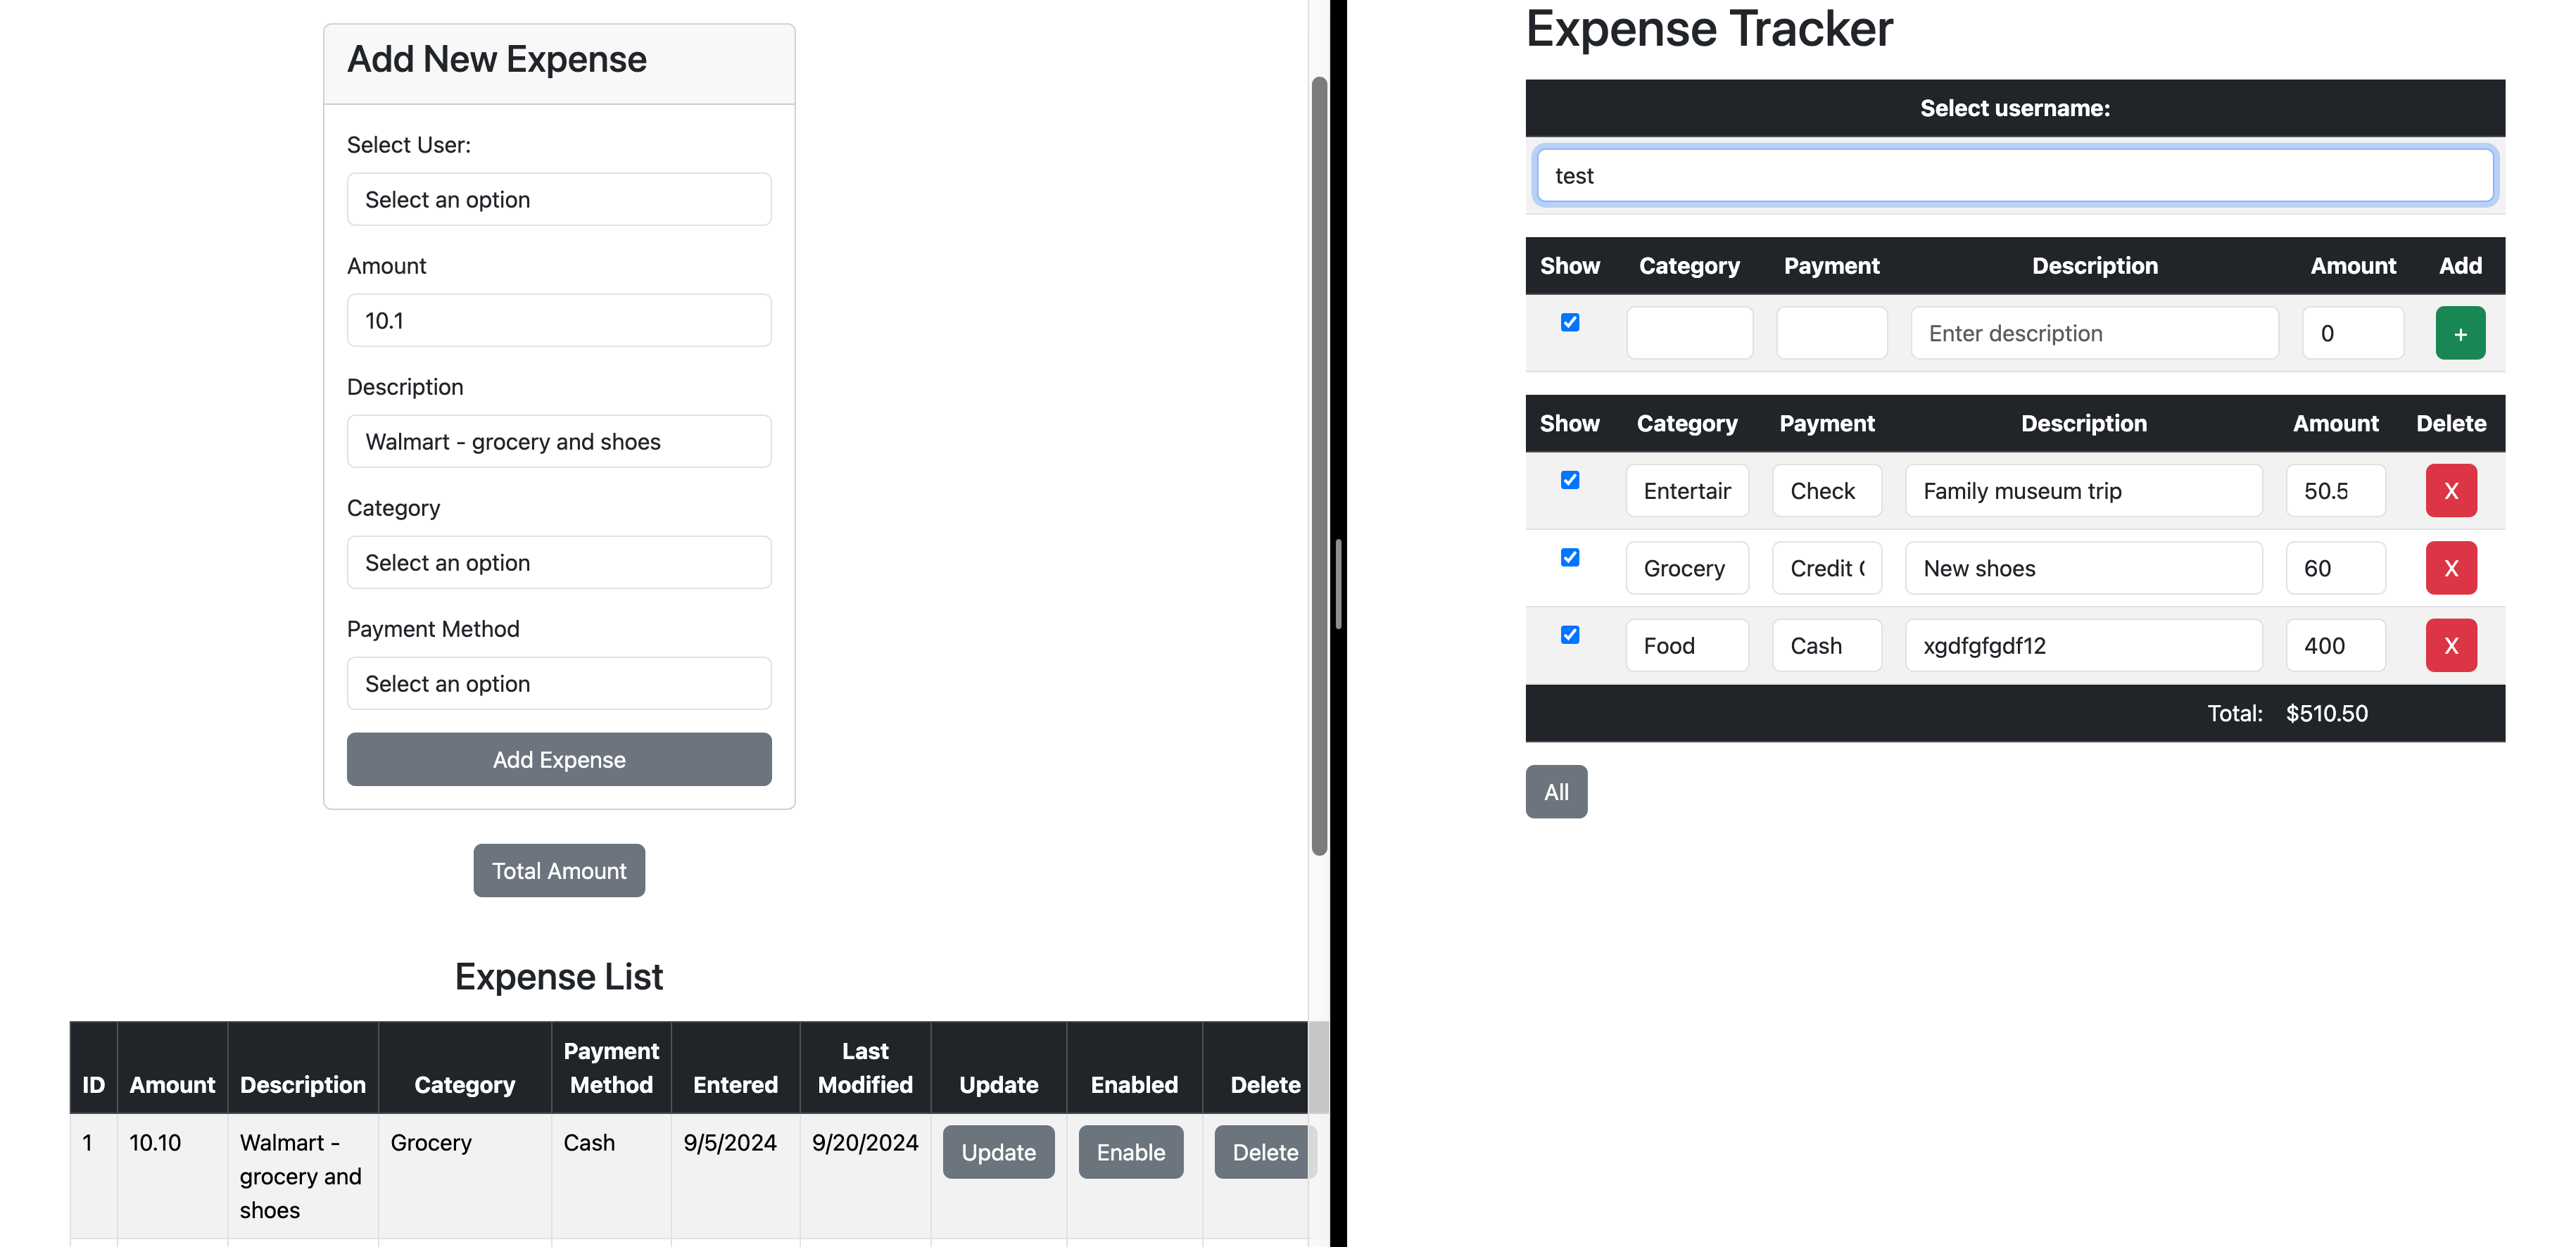 Add New Expense
Select User:
Select an option
Amount
10.1
Description
Walmart - grocery and shoes
Category
Select an option
Payment Method
Select an option
Add Expense
Total Amount
Expense List
ID Amount Description Category Payment Method Entered Last Modified Update Enabled Delete
1 10.10 Walmart - grocery and shoes Grocery Cash 9/5/2024 9/20/2024 Update Enable Delete
Expense Tracker
Select username:
test
Show Category Payment Description Amount Add
Enter description 0 +
Show Category Payment Description Amount Delete
Entertair Check Family museum trip 50.5 X
Grocery Credit New shoes 60 X
Food Cash xgdfgfgdf12 400 X
Total: $510.50
All